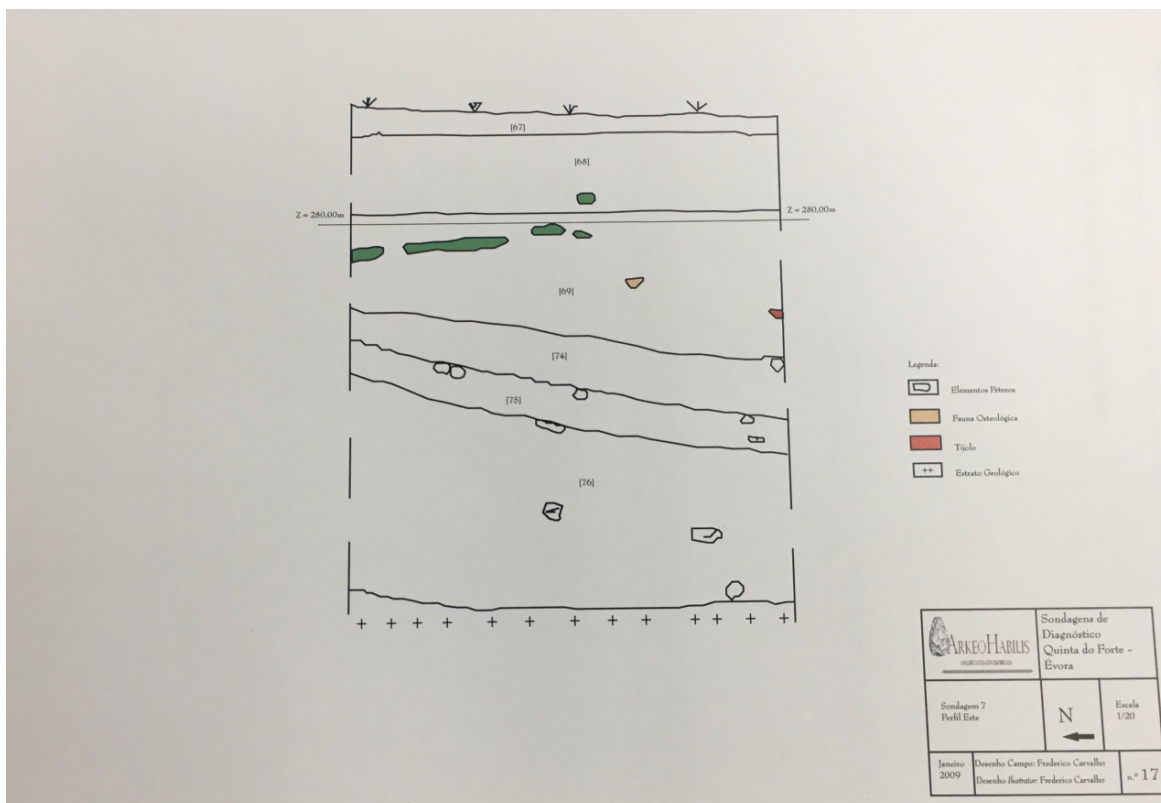 [67]
[68]
Z = 280,00m
Z = 280,00m
[69]
[74]
[75]
[76]
Legenda:
Elementos Pétreos
Fauna Osteológica
Tijolo
++ Estrato Geológico
ARKEOHABILIS
Sondagens de
Diagnóstico
Quinta do Forte -
Évora
Sondagem 7
Perfil Este
N
Escala
1/20
Janeiro
2009
Desenho Campo: Frederico Carvalho
Desenho Ilustrator: Frederico Carvalho
n.º 17